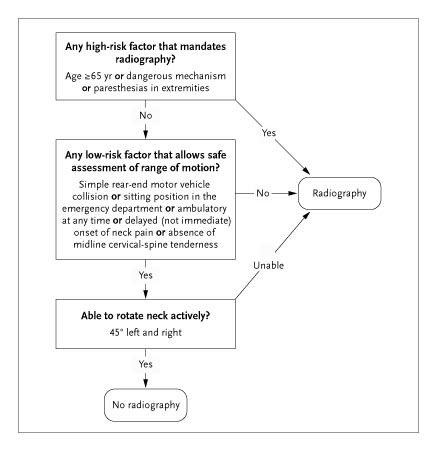 Any high-risk factor that mandates
radiography?
Age ≥65 yr or dangerous mechanism
or paresthesias in extremities
No
Yes
Any low-risk factor that allows safe
assessment of range of motion?
Simple rear-end motor vehicle
collision or sitting position in the
emergency department or ambulatory
at any time or delayed (not immediate)
onset of neck pain or absence of
midline cervical-spine tenderness
No
Radiography
Yes
Unable
Able to rotate neck actively?
45° left and right
Yes
No radiography